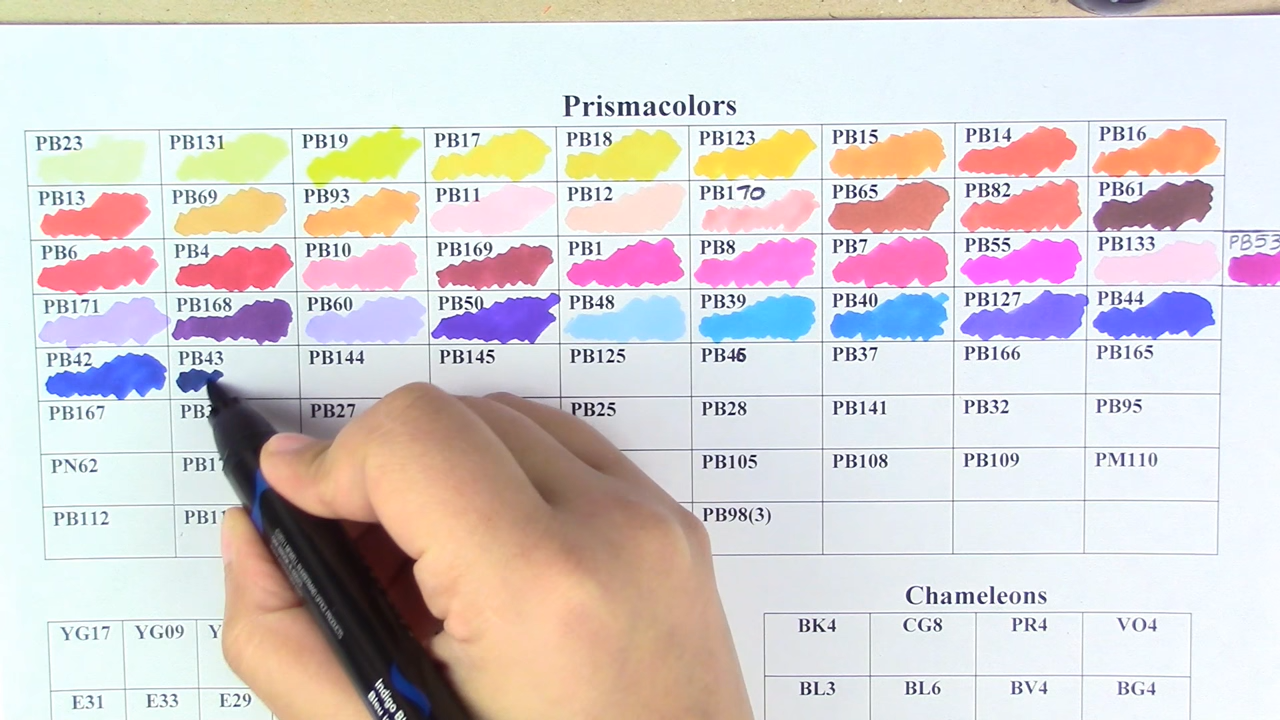 Prismacolors
PB23 PB131 PB19 PB17 PB18 PB123 PB15 PB14 PB16
PB13 PB69 PB93 PB11 PB12 PB170 PB65 PB82 PB61
PB6 PB4 PB10 PB169 PB1 PB8 PB7 PB55 PB133 PB53
PB171 PB168 PB60 PB50 PB48 PB39 PB40 PB127 PB44
PB42 PB43 PB144 PB145 PB125 PB46 PB37 PB166 PB165
PB167 PB27 PB25 PB28 PB141 PB32 PB95
PN62 PB105 PB108 PB109 PM110
PB112 PB98(3)
Chameleons
YG17 YG09
BK4 CG8 PR4 VO4
E31 E33 E29
BL3 BL6 BV4 BG4
Indigo
Bleu